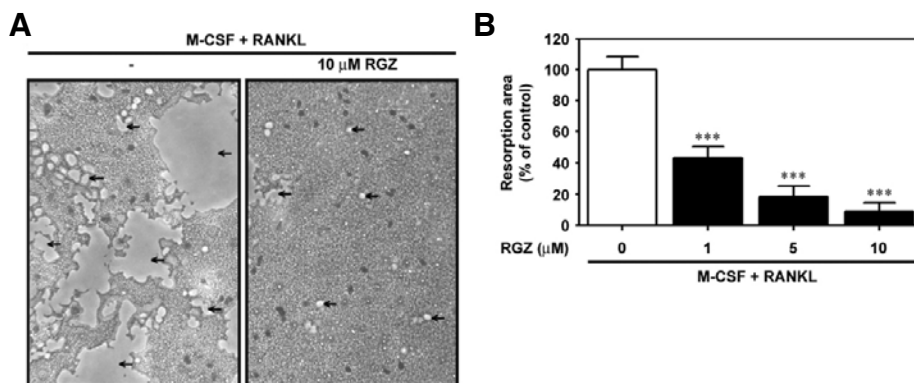 A
M-CSF + RANKL
-
10 μM RGZ
B
Resorption area
(% of control)
120
100
80
60
40
20
0
***
***
***
RGZ (μM)
0
1
5
10
M-CSF + RANKL